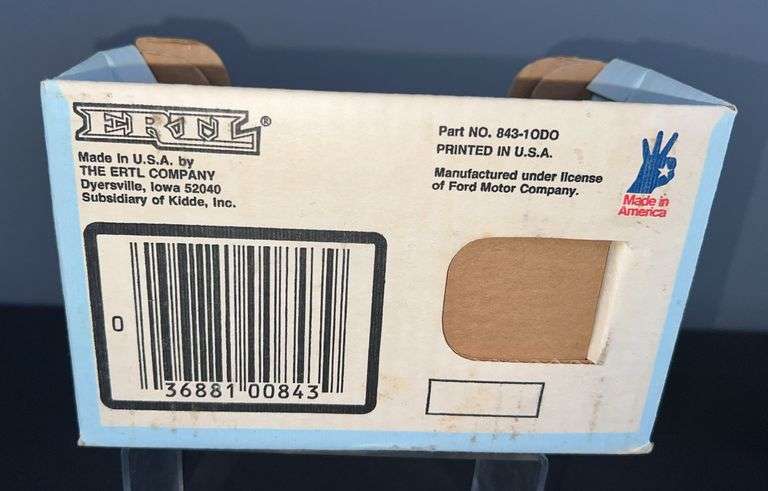 ERTL®
Made in U.S.A. by
THE ERTL COMPANY
Dyersville, Iowa 52040
Subsidiary of Kidde, Inc.
Part NO. 843-1ODO
PRINTED IN U.S.A.
Manufactured under license
of Ford Motor Company.
Made in
America
0
36881 00843